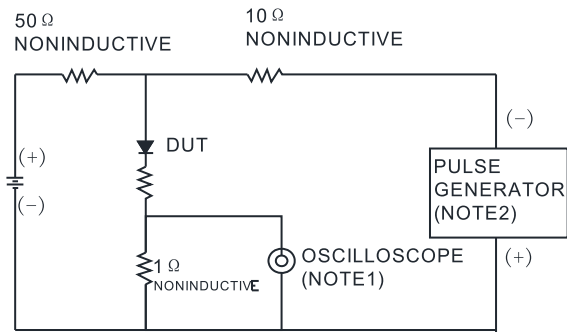 50 Ω
NONINDUCTIVE
10 Ω
NONINDUCTIVE
(+)
(−)
DUT
1 Ω
NONINDUCTIVE
OSCILLOSCOPE
(NOTE1)
(−)
PULSE
GENERATOR
(NOTE2)
(+)